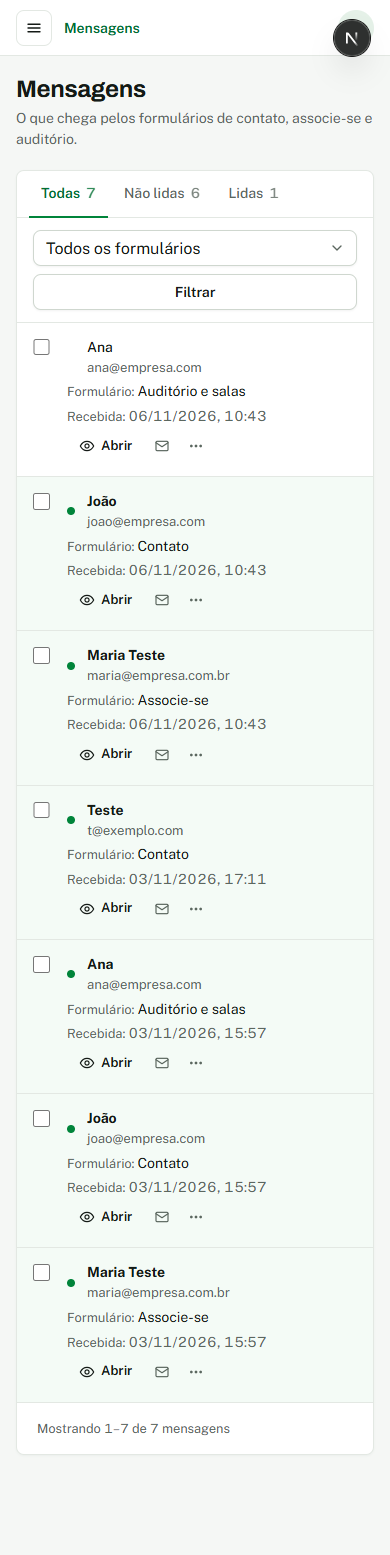 Mensagens
N
Mensagens
O que chega pelos formulários de contato, associe-se e
auditório.
Todas 7 Não lidas 6 Lidas 1
Todos os formulários
Filtrar
Ana
ana@empresa.com
Formulário: Auditório e salas
Recebida: 06/11/2026, 10:43
Abrir
João
joao@empresa.com
Formulário: Contato
Recebida: 06/11/2026, 10:43
Abrir
Maria Teste
maria@empresa.com.br
Formulário: Associe-se
Recebida: 06/11/2026, 10:43
Abrir
Teste
t@exemplo.com
Formulário: Contato
Recebida: 03/11/2026, 17:11
Abrir
Ana
ana@empresa.com
Formulário: Auditório e salas
Recebida: 03/11/2026, 15:57
Abrir
João
joao@empresa.com
Formulário: Contato
Recebida: 03/11/2026, 15:57
Abrir
Maria Teste
maria@empresa.com.br
Formulário: Associe-se
Recebida: 03/11/2026, 15:57
Abrir
Mostrando 1–7 de 7 mensagens